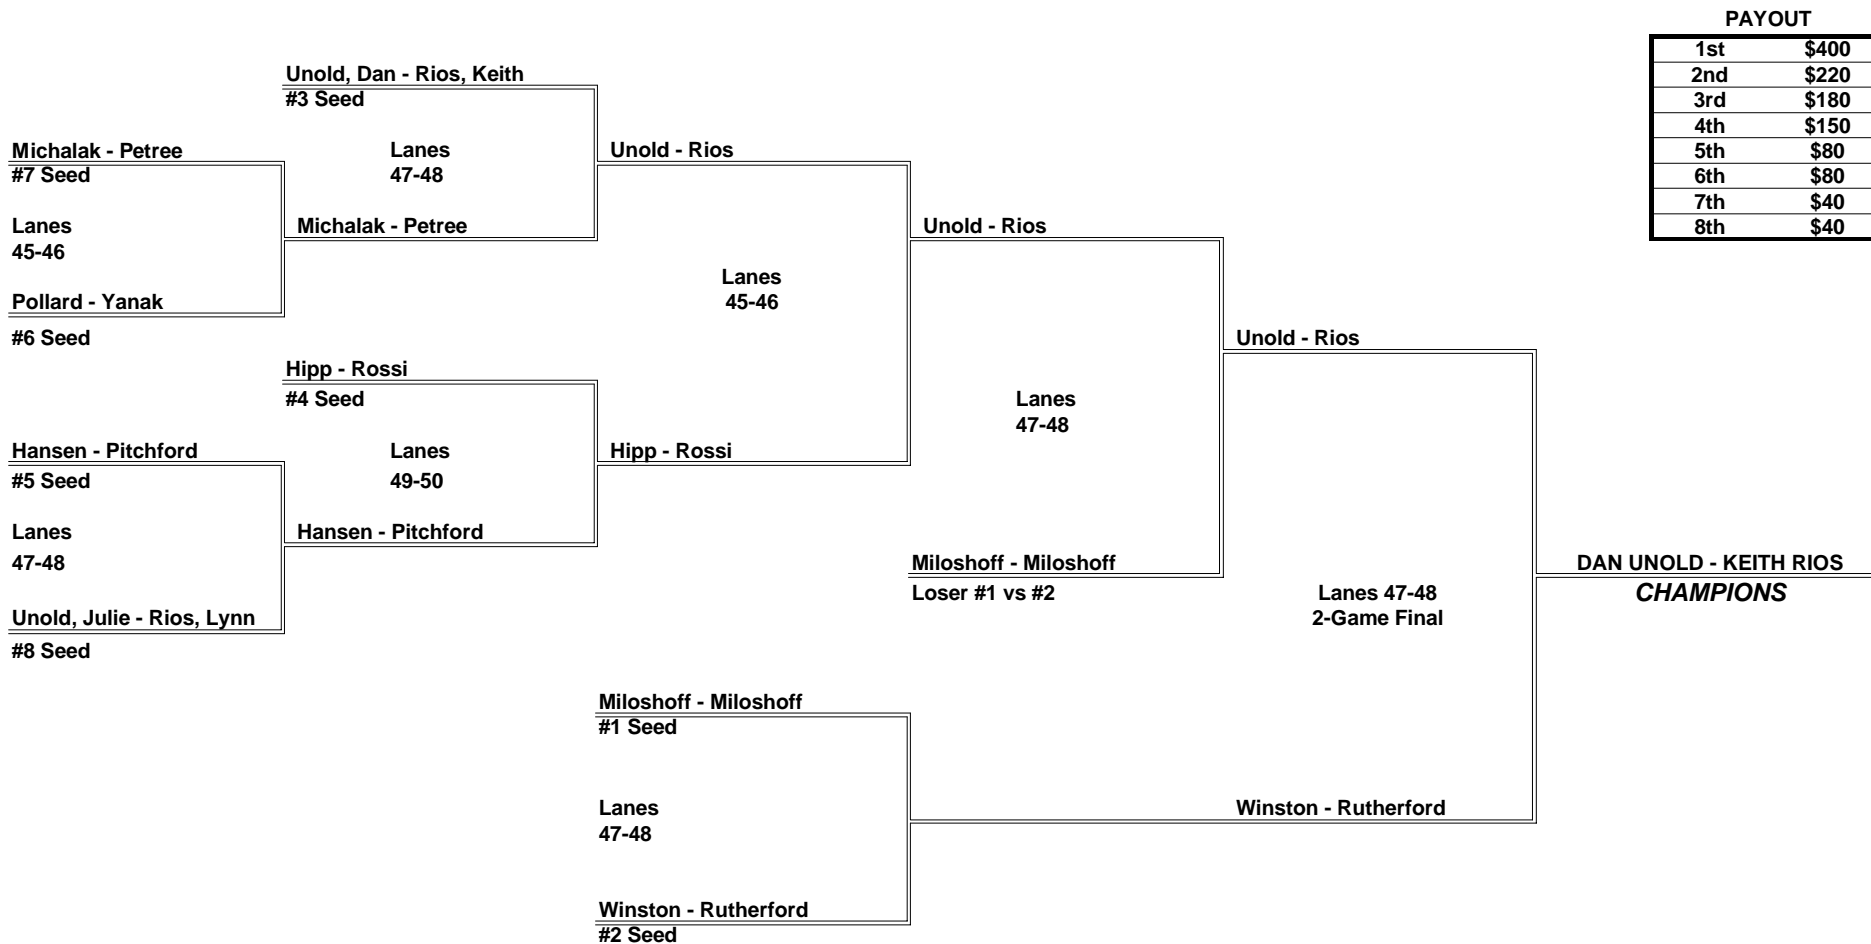 PAYOUT
1st $400
2nd $220
3rd $180
4th $150
5th $80
6th $80
7th $40
8th $40
Unold, Dan - Rios, Keith
#3 Seed
Michalak - Petree
#7 Seed
Lanes
47-48
Unold - Rios
Lanes
45-46
Michalak - Petree
Unold - Rios
Lanes
45-46
Pollard - Yanak
#6 Seed
Unold - Rios
Hipp - Rossi
#4 Seed
Lanes
47-48
Hansen - Pitchford
#5 Seed
Lanes
49-50
Hipp - Rossi
Lanes
47-48
Hansen - Pitchford
Miloshoff - Miloshoff
Loser #1 vs #2
Lanes 47-48
2-Game Final
DAN UNOLD - KEITH RIOS
CHAMPIONS
Unold, Julie - Rios, Lynn
#8 Seed
Miloshoff - Miloshoff
#1 Seed
Lanes
47-48
Winston - Rutherford
Winston - Rutherford
#2 Seed